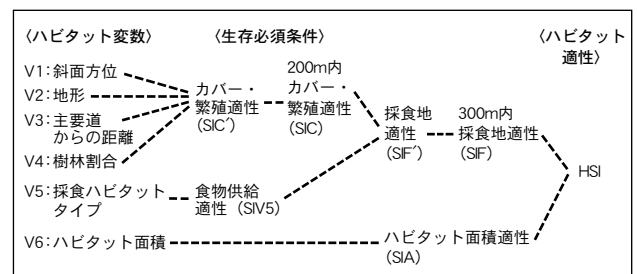 〈ハビタット変数〉
〈生存必須条件〉
〈ハビタット
適性〉
V1：斜面方位
V2：地形
V3：主要道
からの距離
V4：樹林割合
V5：採食ハビタット
タイプ
V6：ハビタット面積
カバー・
繁殖適性
(SIC´)
200m内
カバー・
繁殖適性
(SIC)
食物供給
適性（SIV5）
採食地
適性
(SIF´)
300m内
採食地適性
(SIF)
ハビタット面積適性
(SIA)
HSI